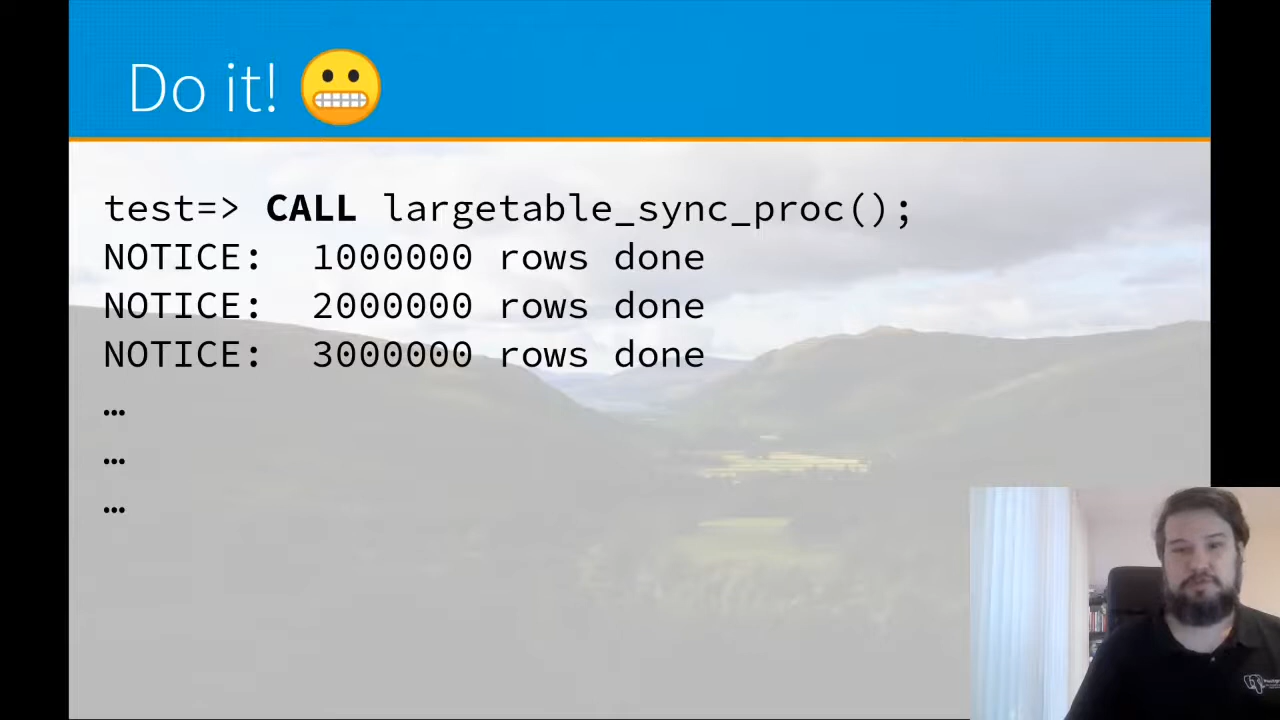 Do it! 😬
test=> CALL largetable_sync_proc();
NOTICE:  1000000 rows done
NOTICE:  2000000 rows done
NOTICE:  3000000 rows done
…
…
…